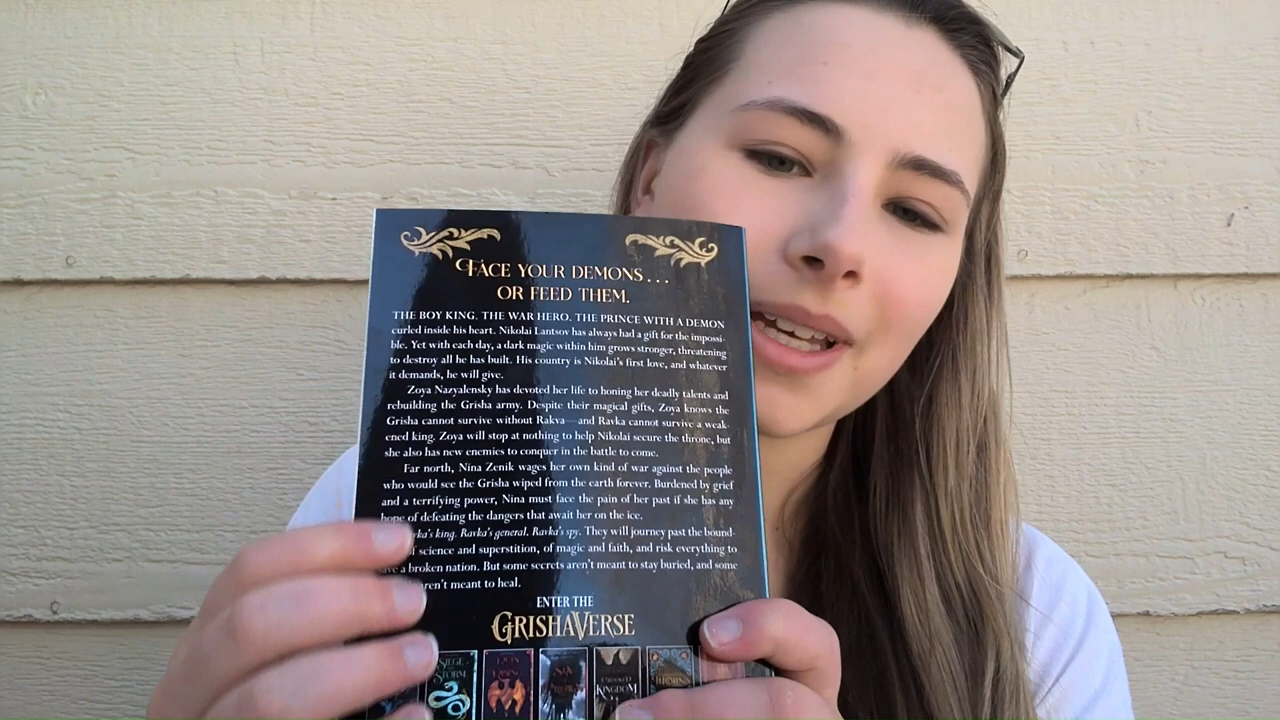 FACE YOUR DEMONS...
OR FEED THEM.
THE BOY KING. THE WAR HERO. THE PRINCE WITH A DEMON
curled inside his heart. Nikolai Lantsov has always had a gift for the impossi-
ble. Yet with each day, a dark magic within him grows stronger, threatening
to destroy all he has built. His country is Nikolai's first love, and whatever
it demands, he will give.
Zoya Nazyalensky has devoted her life to honing her deadly talents and
rebuilding the Grisha army. Despite their magical gifts, Zoya knows the
Grisha cannot survive without Rakva—and Ravka cannot survive a weak-
ened king. Zoya will stop at nothing to help Nikolai secure the throne, but
she also has new enemies to conquer in the battle to come.
Far north, Nina Zenik wages her own kind of war against the people
who would see the Grisha wiped from the earth forever. Burdened by grief
and a terrifying power, Nina must face the pain of her past if she has any
hope of defeating the dangers that await her on the ice.
king. Ravka's general. Ravka's spy. They will journey past the bound-
science and superstition, of magic and faith, and risk everything to
a broken nation. But some secrets aren't meant to stay buried, and some
aren't meant to heal.
ENTER THE
GRISHAVERSE
SIEGE
STORM
RISING
CROOKED
KINGDOM
THORNS